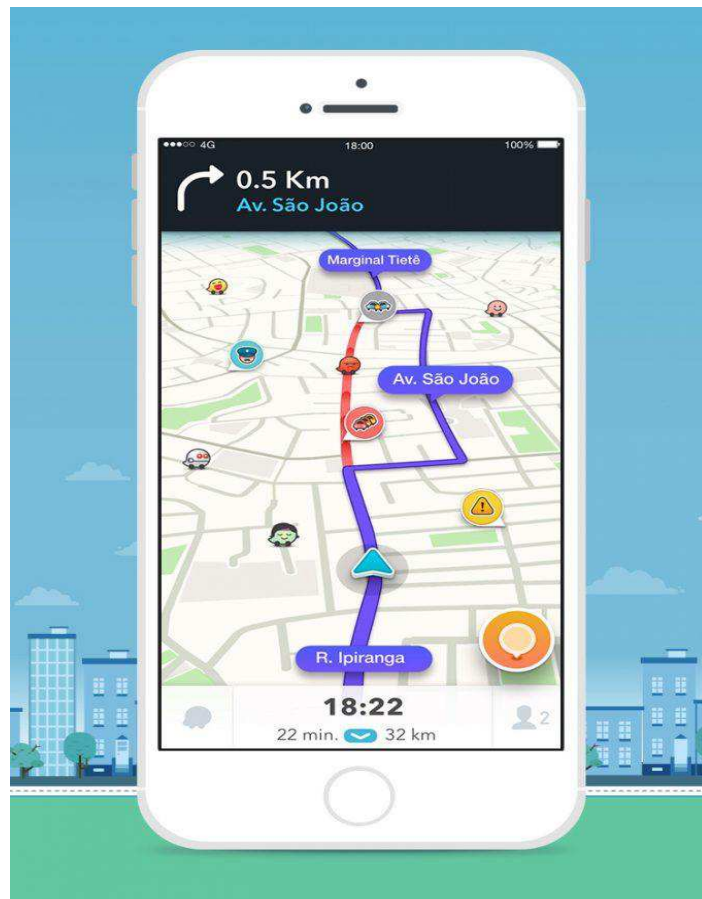 4G 18:00 100%
0.5 Km
Av. São João
Marginal Tietê
Av. São João
R. Ipiranga
18:22
2
22 min. 32 km